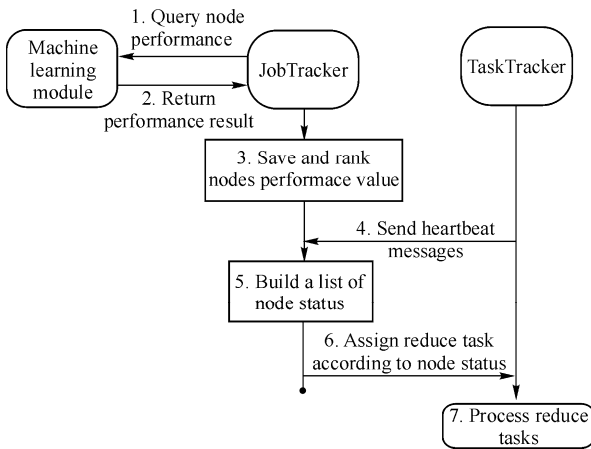 1. Query node
performance
Machine
learning
module
JobTracker
TaskTracker
2. Return
performance result
3. Save and rank
nodes performace value
4. Send heartbeat
messages
5. Build a list of
node status
6. Assign reduce task
according to node status
7. Process reduce
tasks